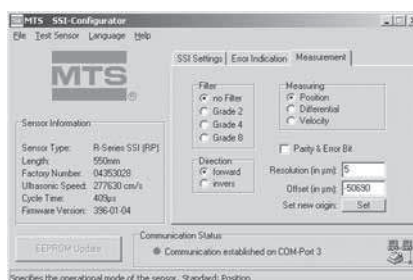 MTS SSI-Configurator
File Test Sensor Language Help
MTS®
SSI Settings Error Indication Measurement
Filter
no Filter
Grade 2
Grade 4
Grade 8
Measuring
Position
Differential
Velocity
Parity & Error Bit
Direction
forward
invers
Resolution (in µm): 5
Offset (in µm): -50690
Set new origin: Set
Sensor Information
Sensor Type: R-Series SSI (RP)
Length: 550mm
Factory Number: 04353028
Ultrasonic Speed: 277630 cm/s
Cycle Time: 409µs
Firmware Version: 396-01-04
EEPROM Update
Communication Status
Communication established on COM-Port 3
Specifies the operational mode of the sensor. Standard: Position